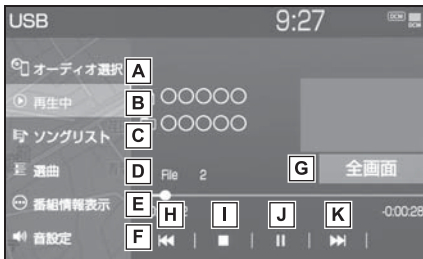 USB 9:27 DCM
オーディオ選択 A
再生中 B ○○○○○
ソングリスト C ○○○○○
選曲 D File 2 G 全画面
番組情報表示 E -0:00:28
音設定 F H I J K